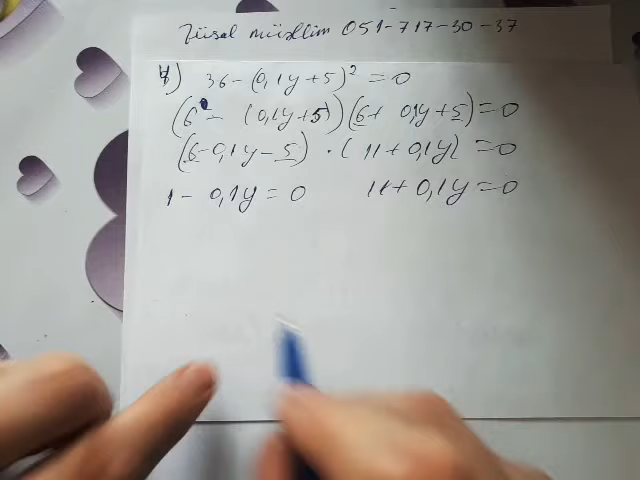 Züsal müəllim 051-717-30-37
4) 36-(0,1y+5)²=0
(6-(0,1y+5))(6+0,1y+5)=0
(6-0,1y-5)·(11+0,1y)=0
1-0,1y=0 11+0,1y=0